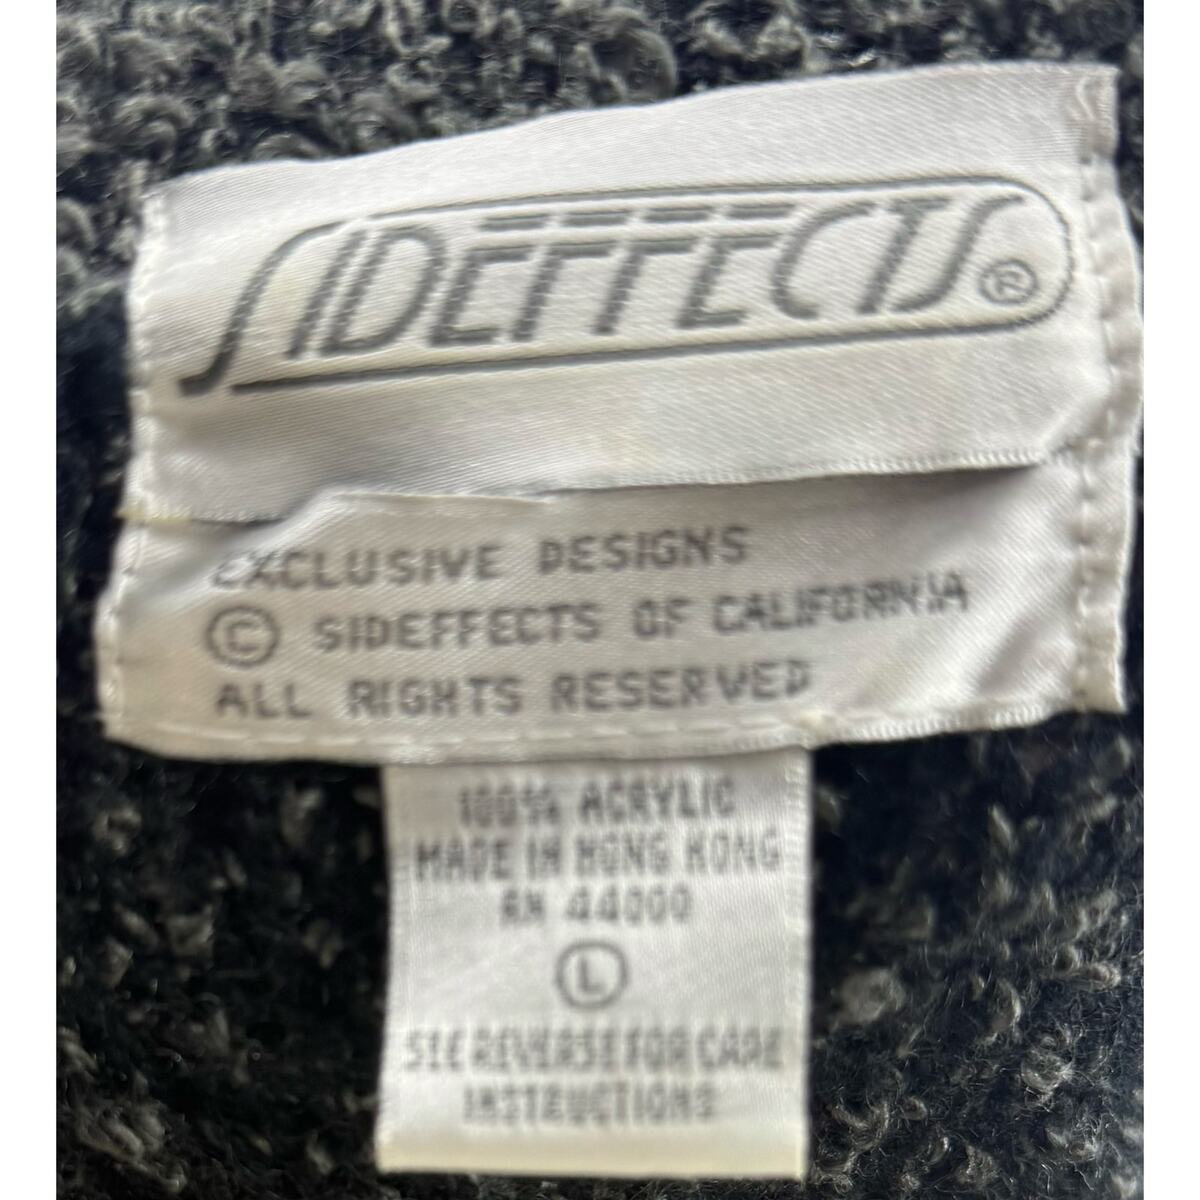 SIDEFFECTS®
EXCLUSIVE DESIGNS
© SIDEFFECTS OF CALIFORNIA
ALL RIGHTS RESERVED
100% ACRYLIC
MADE IN HONG KONG
RN 44000
L
SEE REVERSE FOR CARE
INSTRUCTIONS